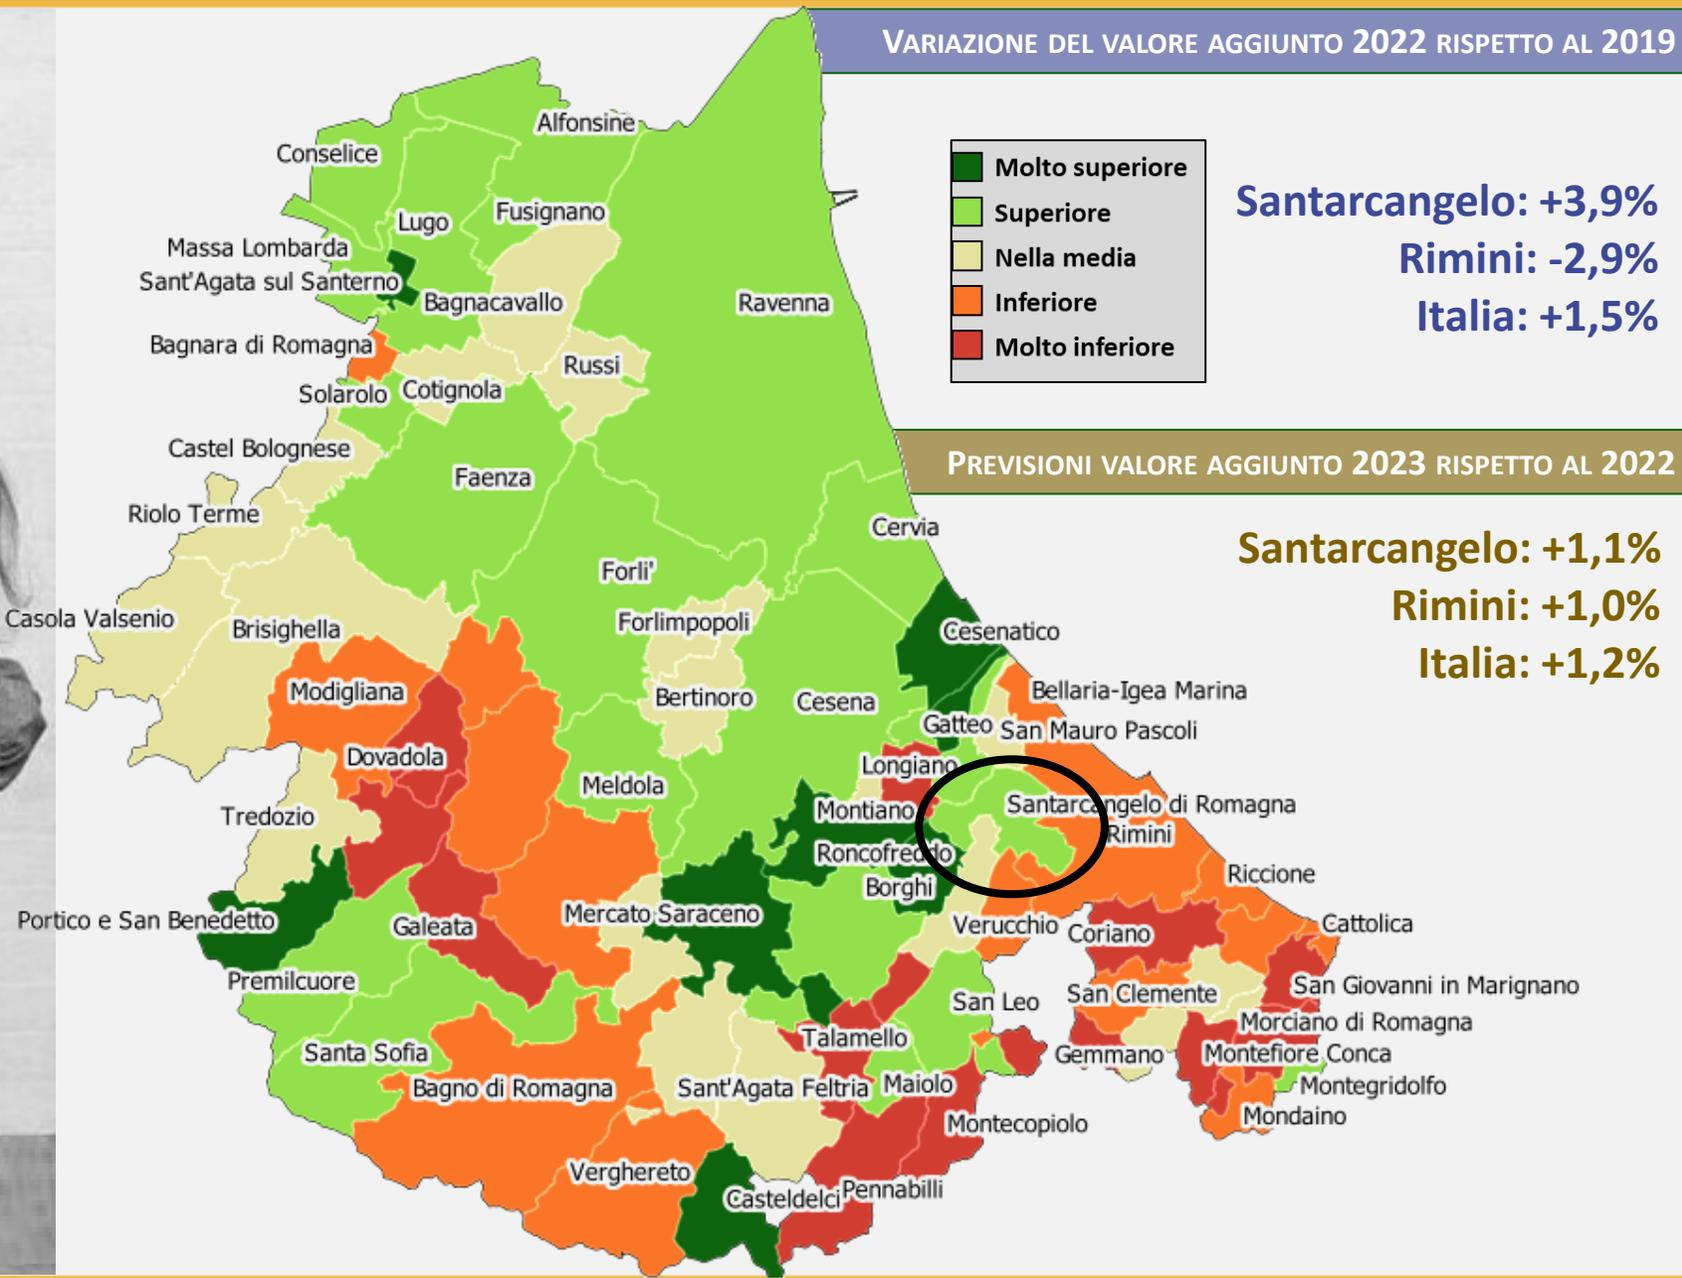 VARIAZIONE DEL VALORE AGGIUNTO 2022 RISPETTO AL 2019
Molto superiore
Superiore
Nella media
Inferiore
Molto inferiore
Santarcangelo: +3,9%
Rimini: -2,9%
Italia: +1,5%
PREVISIONI VALORE AGGIUNTO 2023 RISPETTO AL 2022
Santarcangelo: +1,1%
Rimini: +1,0%
Italia: +1,2%
Alfonsine
Conselice
Fusignano
Lugo
Massa Lombarda
Sant'Agata sul Santerno
Bagnacavallo
Ravenna
Bagnara di Romagna
Russi
Solarolo
Cotignola
Castel Bolognese
Faenza
Riolo Terme
Cervia
Forli'
Casola Valsenio
Brisighella
Forlimpopoli
Cesenatico
Modigliana
Bertinoro
Cesena
Bellaria-Igea Marina
Gatteo
San Mauro Pascoli
Dovadola
Longiano
Meldola
Tredozio
Montiano
Santarcangelo di Romagna
Rimini
Roncofreddo
Borghi
Riccione
Portico e San Benedetto
Galeata
Mercato Saraceno
Verucchio
Coriano
Cattolica
Premilcuore
San Leo
San Clemente
San Giovanni in Marignano
Morciano di Romagna
Talamello
Santa Sofia
Gemmano
Montefiore Conca
Bagno di Romagna
Sant'Agata Feltria
Maiolo
Montegridolfo
Mondaino
Montecopiolo
Verghereto
Casteldelci
Pennabilli